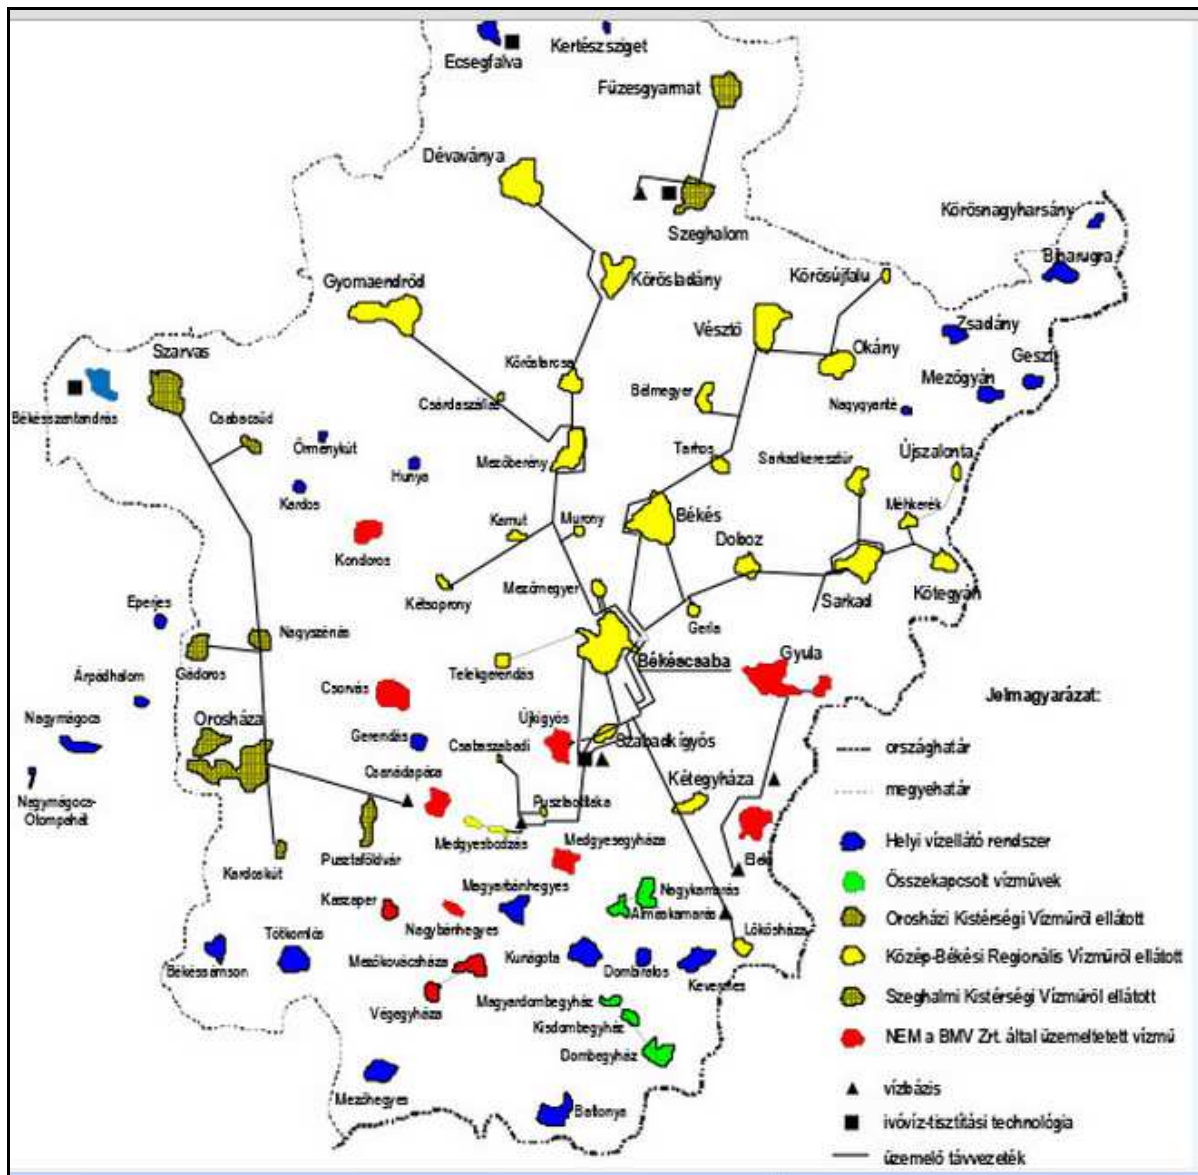 Ecsegfalva
Kertészsziget
Füzesgyarmat
Dévaványa
Szeghalom
Körösnagyharsány
Biharugra
Körösújfalu
Körösladány
Gyomaendrőd
Vésztő
Zsadány
Okány
Geszt
Szarvas
Köröstarcsa
Mezőgyán
Bélmegyer
Csárdaszállás
Nagygyanté
Békésszentandrás
Csabacsűd
Örménykút
Tarhos
Újszalonta
Mezőberény
Sarkadkeresztúr
Hunya
Kardos
Méhkerék
Kamut
Murony
Békés
Doboz
Kondoros
Mezőmegyer
Kétsoprony
Sarkad
Kötegyán
Eperjes
Gerla
Nagyszénás
Gádoros
Telekgerendás
Békéscsaba
Gyula
Árpádhalom
Csorvás
Jelmagyarázat:
Nagymágocs
Orosháza
Újkígyós
Gerendás
Csabaszabadi
Szabadkígyós
országhatár
Csanádapáca
Kétegyháza
megyehatár
Nagymágocs-
Ótompahát
Pusztaottlaka
Medgyesbodzás
Medgyesegyháza
Helyi vízellátó rendszer
Pusztaföldvár
Elek
Kardoskút
Összekapcsolt vízművek
Magyarbánhegyes
Nagykamarás
Kaszaper
Almáskamarás
Orosházi Kistérségi Vízműről ellátott
Nagybánhegyes
Lőkösháza
Tótkomlós
Közép-Békési Regionális Vízműről ellátott
Kunágota
Mezőkovácsháza
Békéssámson
Dombiratos
Kevermes
Szeghalmi Kistérségi Vízműről ellátott
Magyardombegyház
Végegyháza
Kisdombegyház
NEM a BMV Zrt. által üzemeltetett vízmű
Dombegyház
vízbázis
Mezőhegyes
Battonya
ivóvíz-tisztítási technológia
üzemelő távvezeték